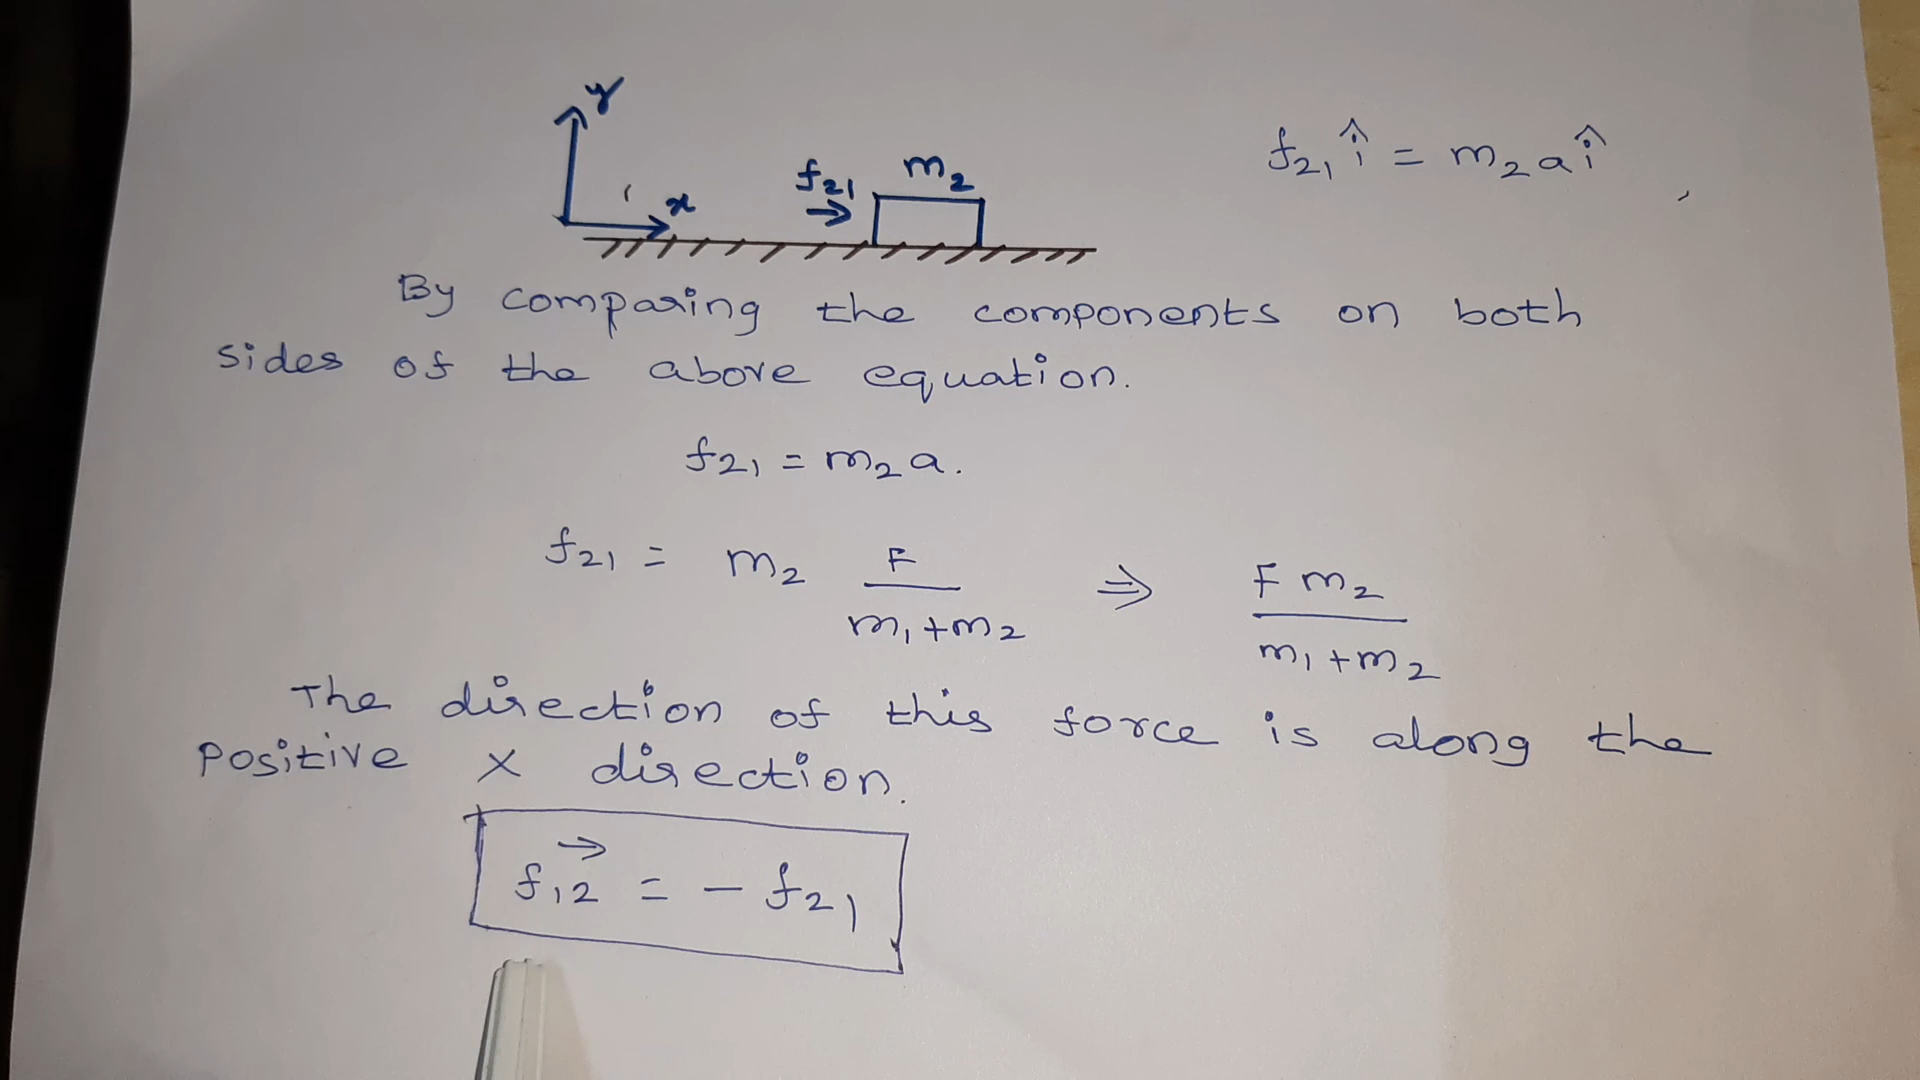 y
x
f21
m2
f21 î = m2 a î ,
By comparing the components on both
sides of the above equation.
f21 = m2 a.
f21 = m2 F / m1+m2 ⇒ F m2 / m1+m2
The direction of this force is along the
positive x direction.
f⃗12 = - f21